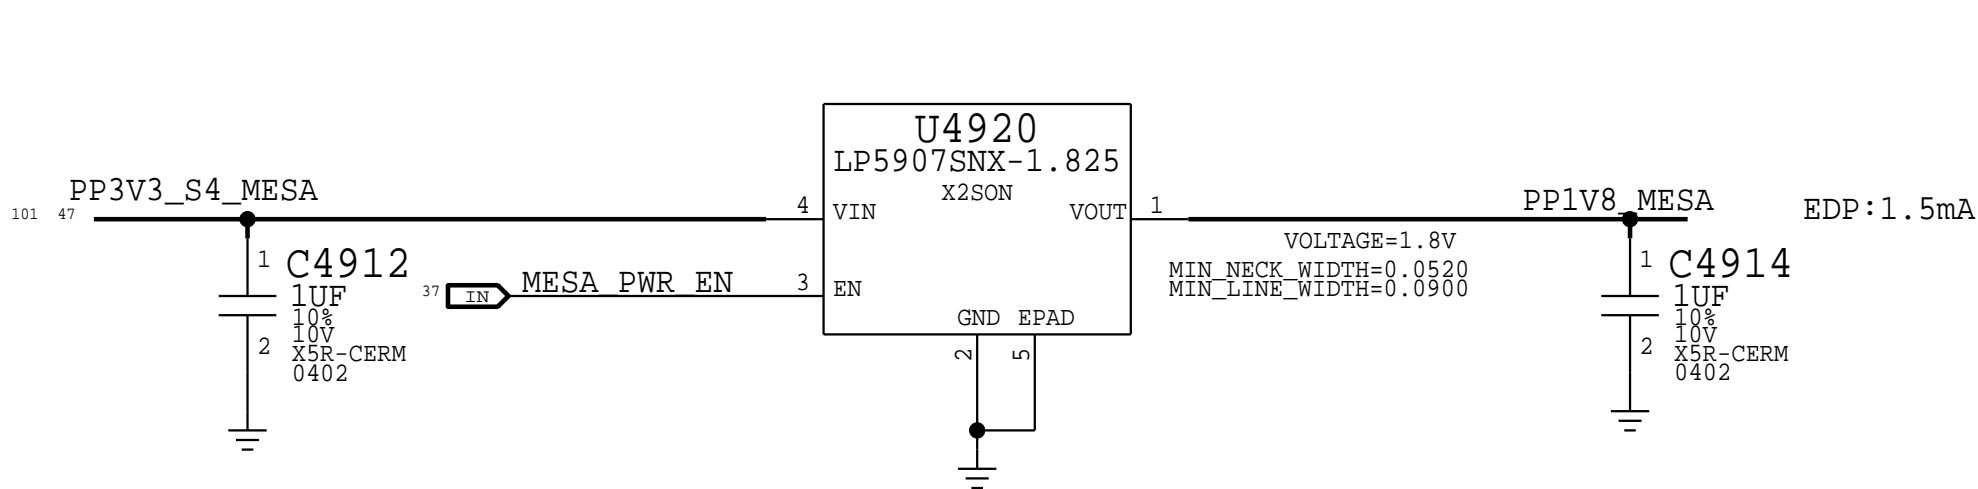 U4920
LP5907SNX-1.825
X2SON
PP3V3_S4_MESA
101 47
4 VIN
VOUT 1
PP1V8_MESA
EDP:1.5mA
VOLTAGE=1.8V
MIN_NECK_WIDTH=0.0520
MIN_LINE_WIDTH=0.0900
1 C4912
1UF
10%
10V
2
X5R-CERM
0402
37 IN MESA_PWR_EN 3 EN
GND EPAD
2 5
1 C4914
1UF
10%
10V
2
X5R-CERM
0402